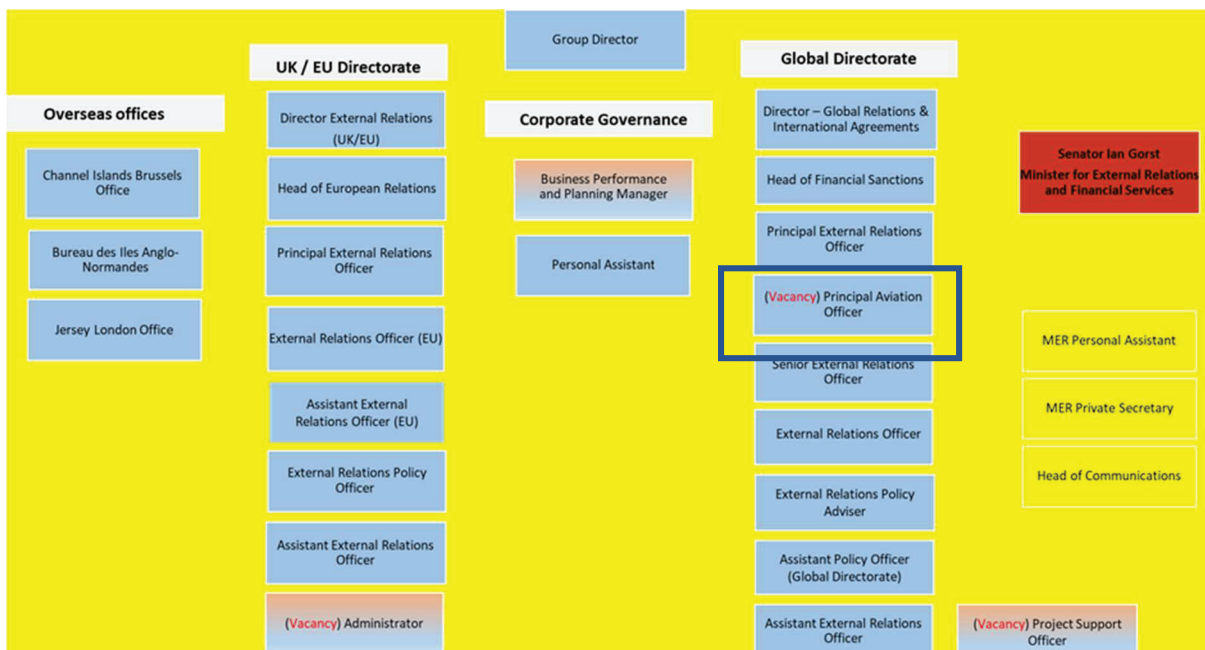 Group Director
UK / EU Directorate
Global Directorate
Overseas offices
Corporate Governance
Channel Islands Brussels
Office
Bureau des Iles Anglo-
Normandes
Jersey London Office
Director External Relations
(UK/EU)
Head of European Relations
Principal External Relations
Officer
External Relations Officer (EU)
Assistant External
Relations Officer (EU)
External Relations Policy
Officer
Assistant External Relations
Officer
(Vacancy) Administrator
Business Performance
and Planning Manager
Personal Assistant
Director – Global Relations &
International Agreements
Head of Financial Sanctions
Principal External Relations
Officer
(Vacancy) Principal Aviation
Officer
Senior External Relations
Officer
External Relations Officer
External Relations Policy
Adviser
Assistant Policy Officer
(Global Directorate)
Assistant External Relations
Officer
(Vacancy) Project Support
Officer
Senator Ian Gorst
Minister for External Relations
and Financial Services
MER Personal Assistant
MER Private Secretary
Head of Communications